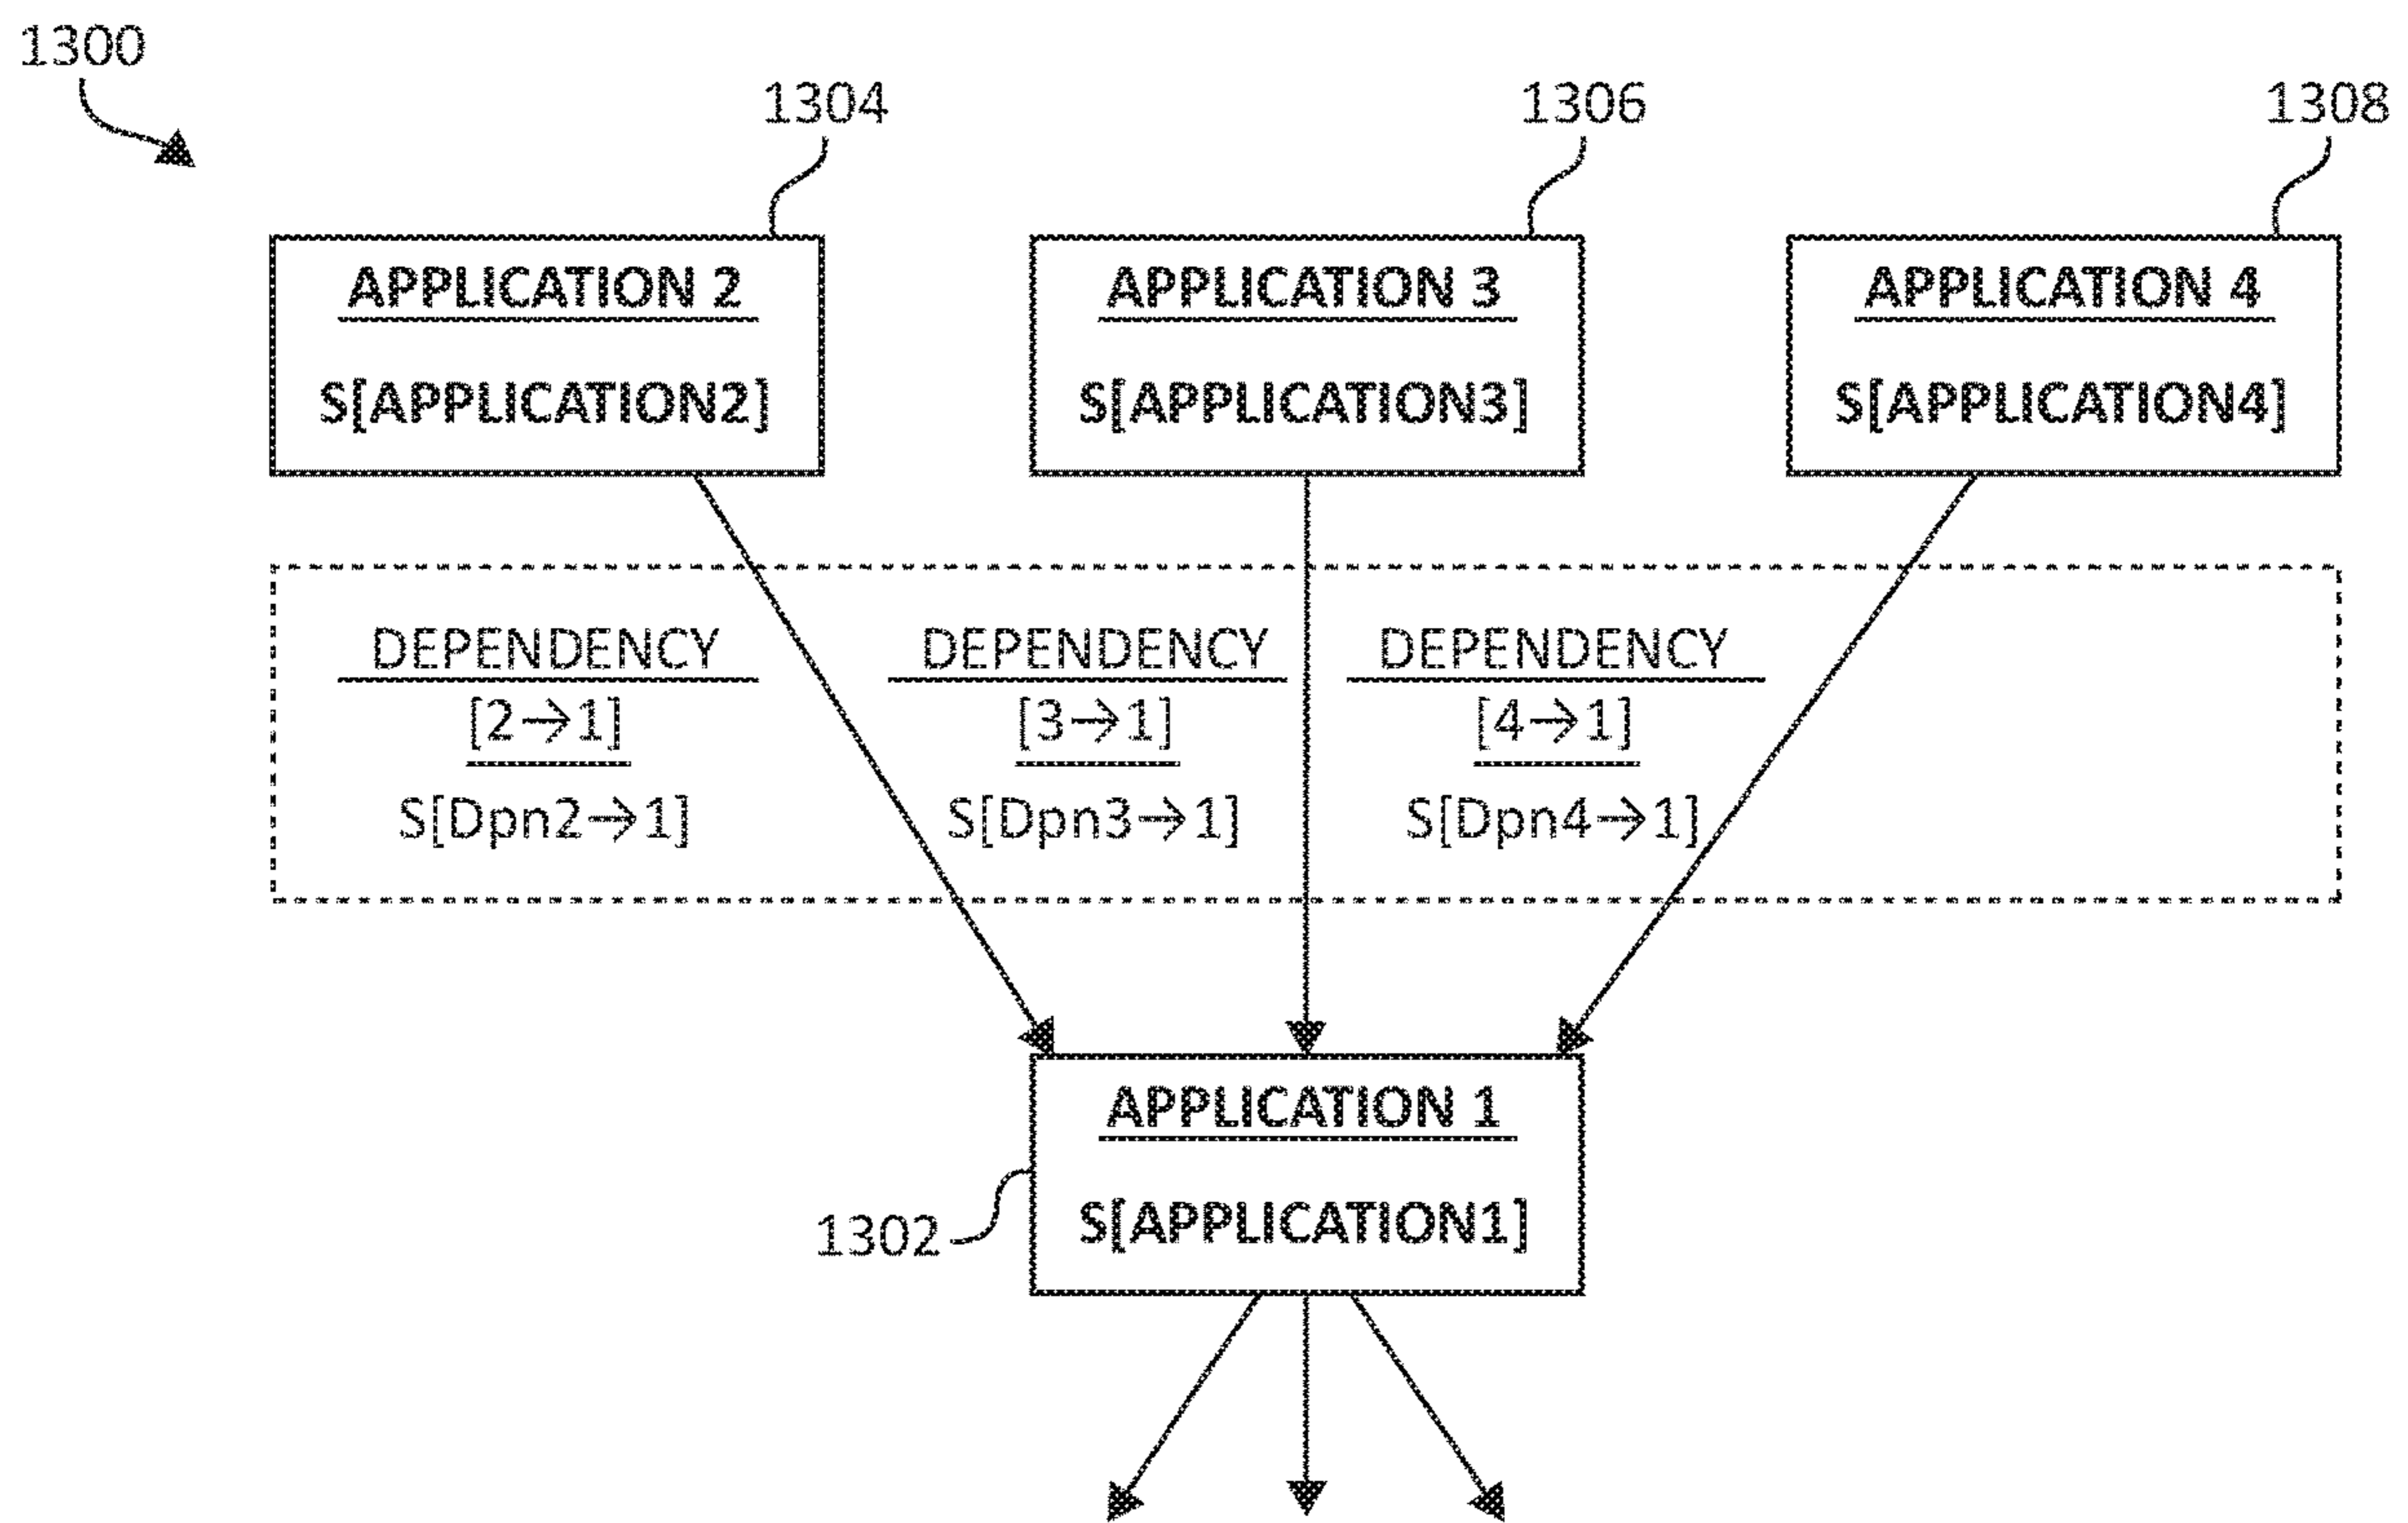 1300
1304
1306
1308
APPLICATION 2
S[APPLICATION2]
APPLICATION 3
S[APPLICATION3]
APPLICATION 4
S[APPLICATION4]
DEPENDENCY
[2→1]
S[Dpn2→1]
DEPENDENCY
[3→1]
S[Dpn3→1]
DEPENDENCY
[4→1]
S[Dpn4→1]
APPLICATION 1
S[APPLICATION1]
1302